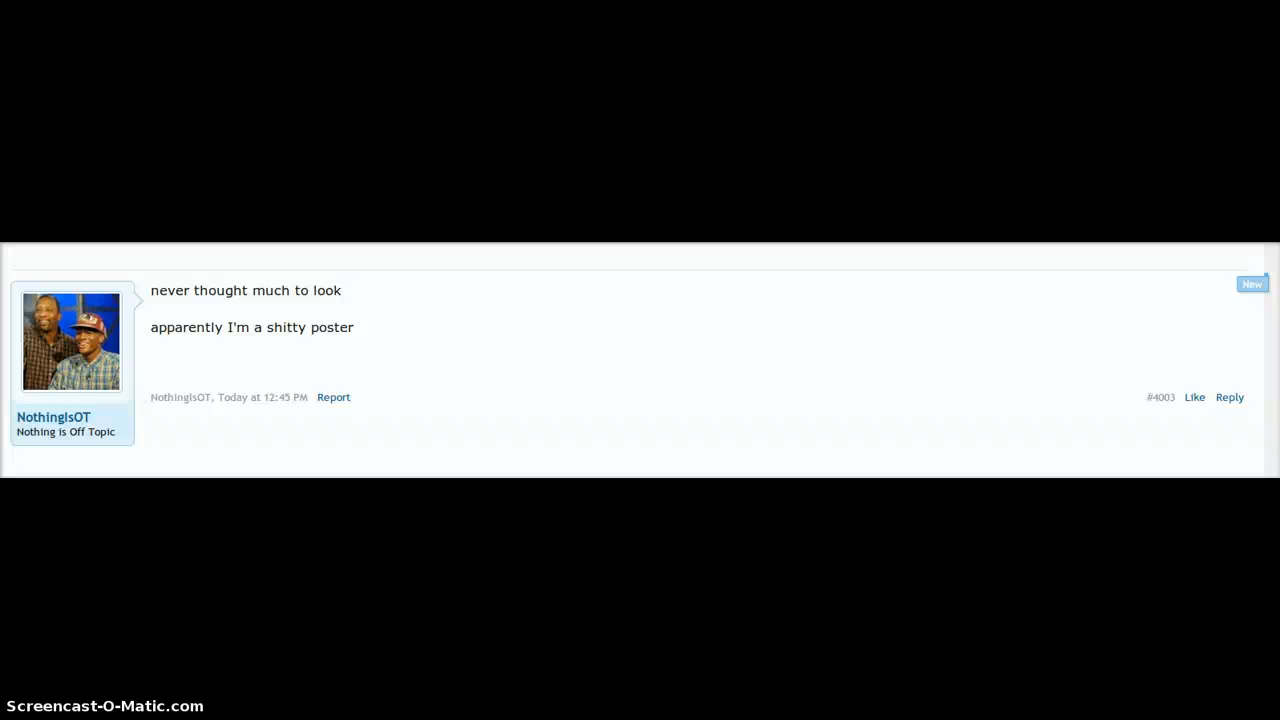 never thought much to look
New
apparently I'm a shitty poster
NothingIsOT, Today at 12:45 PM Report
#4003 Like Reply
NothingIsOT
Nothing is Off Topic
Screencast-O-Matic.com